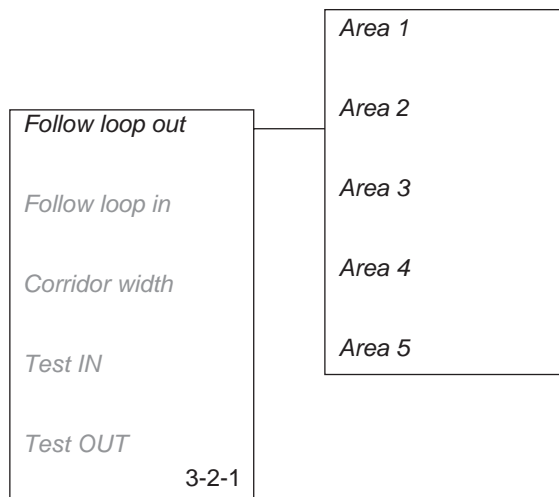 Follow loop out
Follow loop in
Corridor width
Test IN
Test OUT
3-2-1
Area 1
Area 2
Area 3
Area 4
Area 5